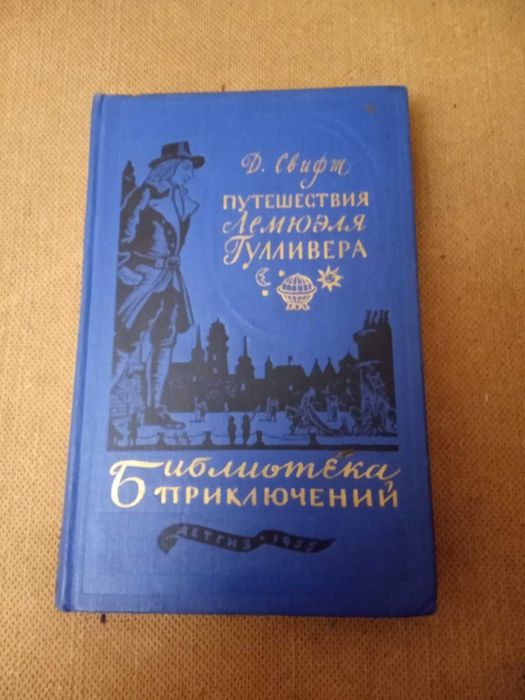 Д. Свифт
ПУТЕШЕСТВИЯ
Лемюэля
Гулливера
Библиотека
приключений
ДЕТГИЗ • 1955